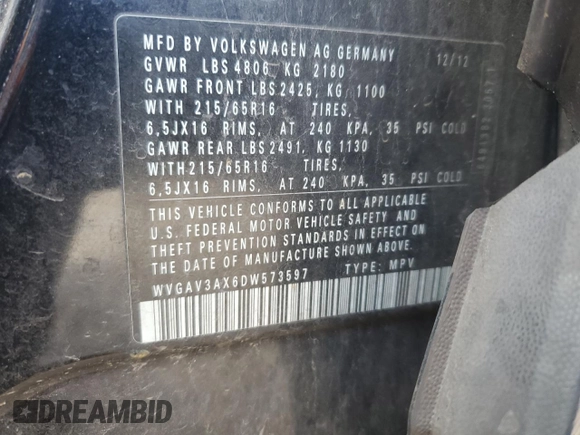 MFD BY VOLKSWAGEN AG GERMANY 12/12
GVWR LBS 4806 KG 2180
GAWR FRONT LBS 2425, KG 1100
WITH 215/65R16 TIRES,
6,5JX16 RIMS, AT 240 KPA, 35 PSI COLD
GAWR REAR LBS 2491, KG 1130
WITH 215/65R16 TIRES,
6,5JX16 RIMS, AT 240 KPA, 35 PSI COLD
THIS VEHICLE CONFORMS TO ALL APPLICABLE
U.S. FEDERAL MOTOR VEHICLE SAFETY AND
THEFT PREVENTION STANDARDS IN EFFECT ON
THE DATE OF MANUFACTURE SHOWN ABOVE.
WVGAV3AX6DW573597 TYPE: MPV
DREAMBID